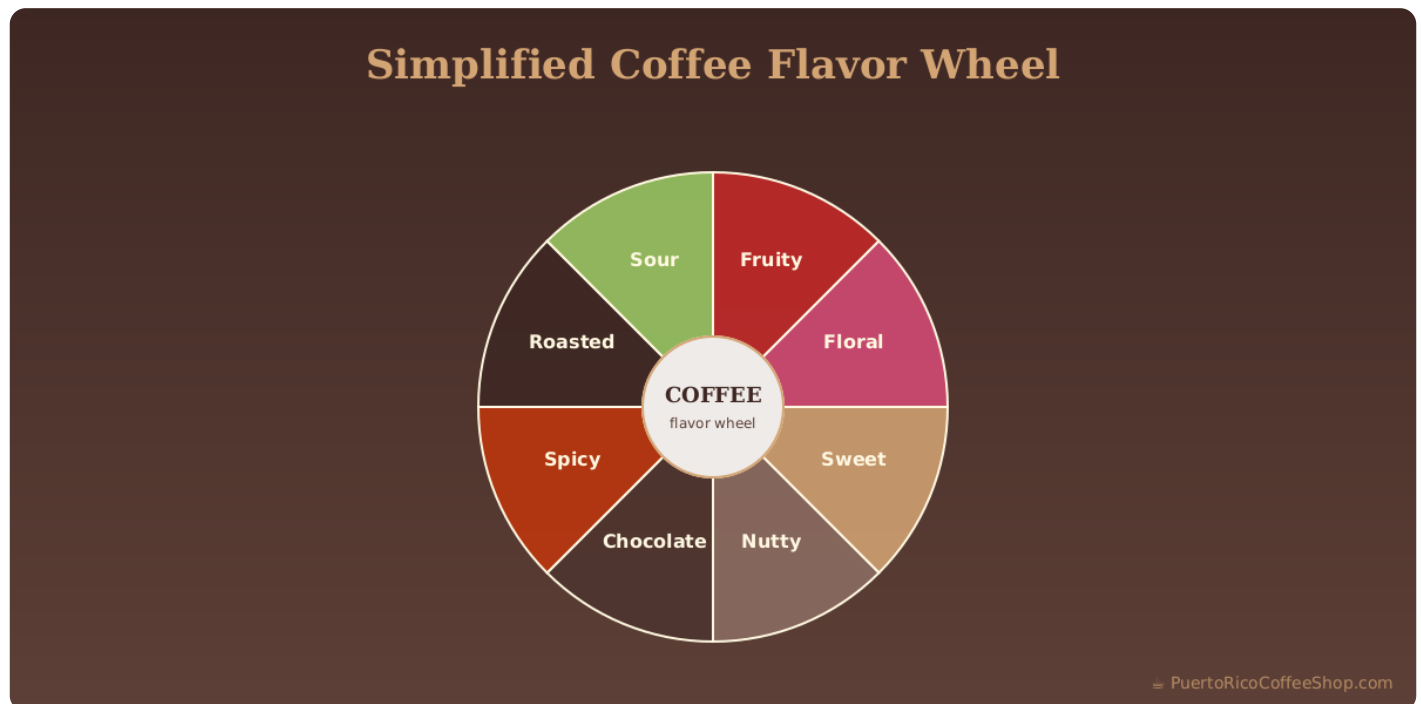 Simplified Coffee Flavor Wheel
Sour
Fruity
Roasted
Floral
COFFEE
flavor wheel
Spicy
Sweet
Chocolate
Nutty
☕ PuertoRicoCoffeeShop.com